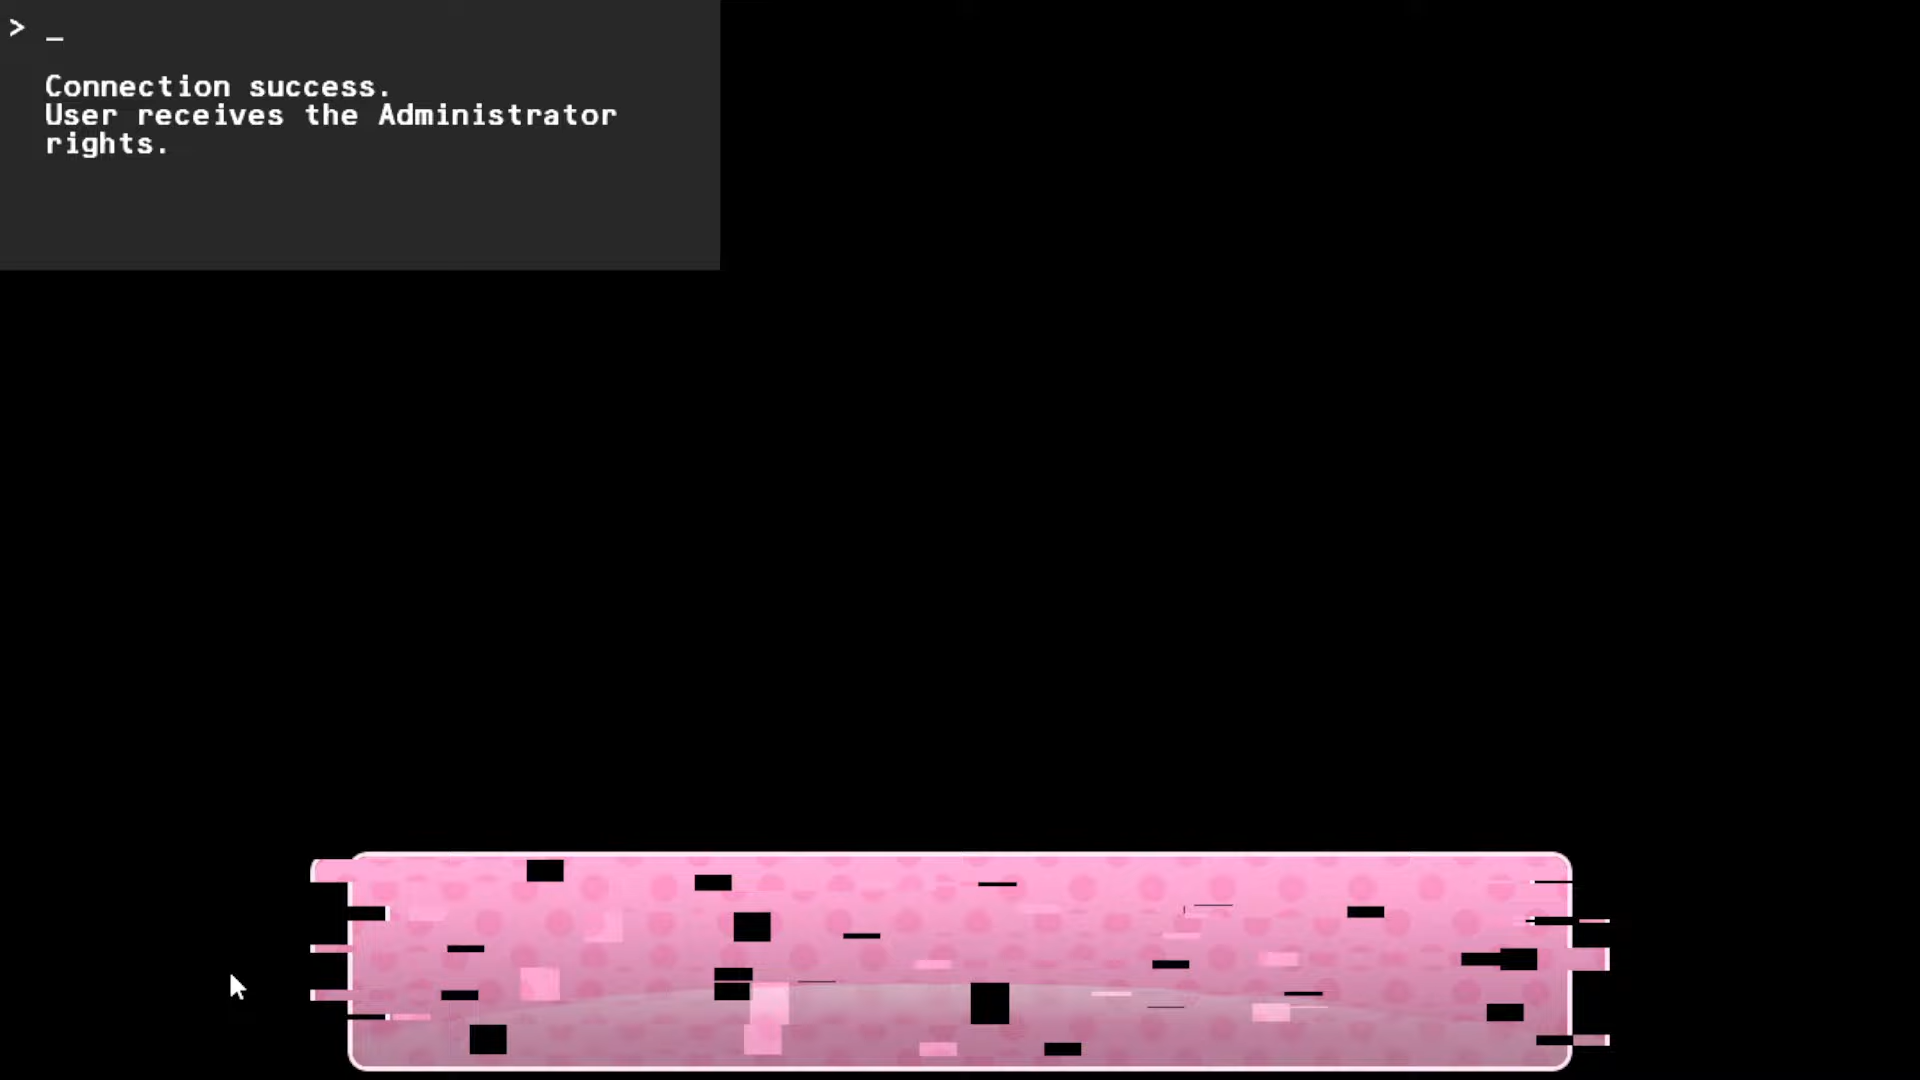 > _
Connection success.
User receives the Administrator
rights.